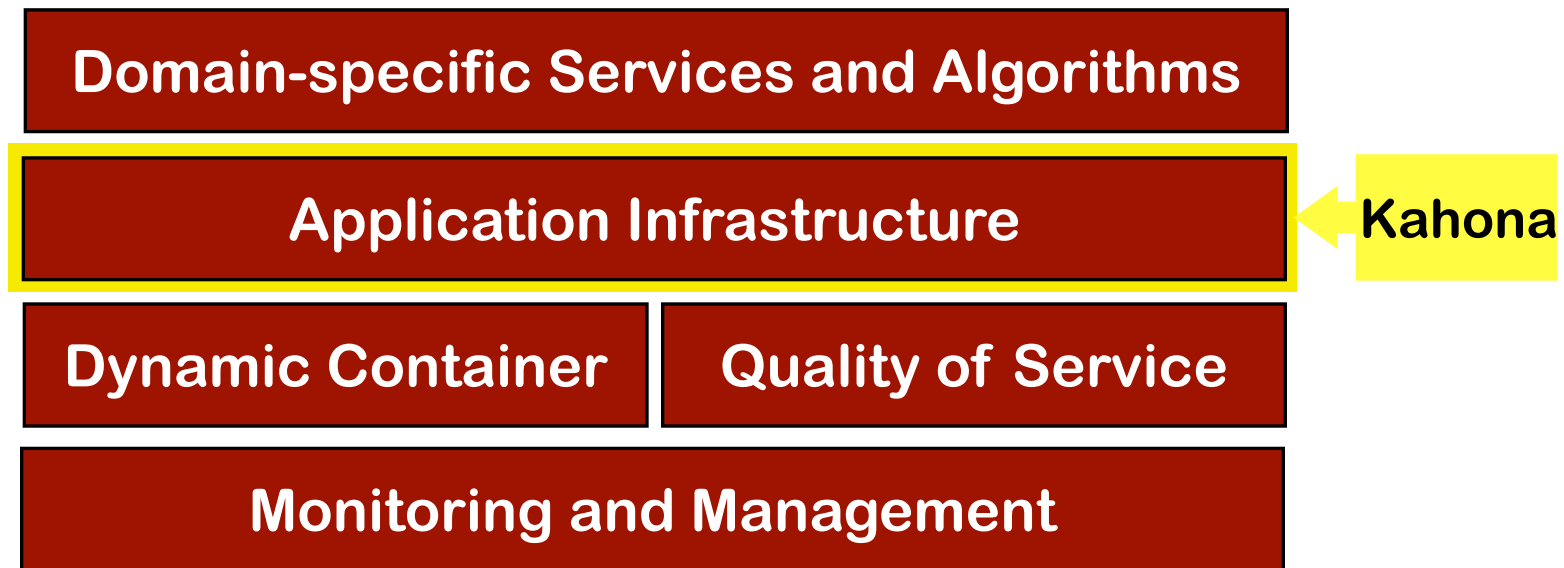 Domain-specific Services and Algorithms
Application Infrastructure
Kahona
Dynamic Container
Quality of Service
Monitoring and Management